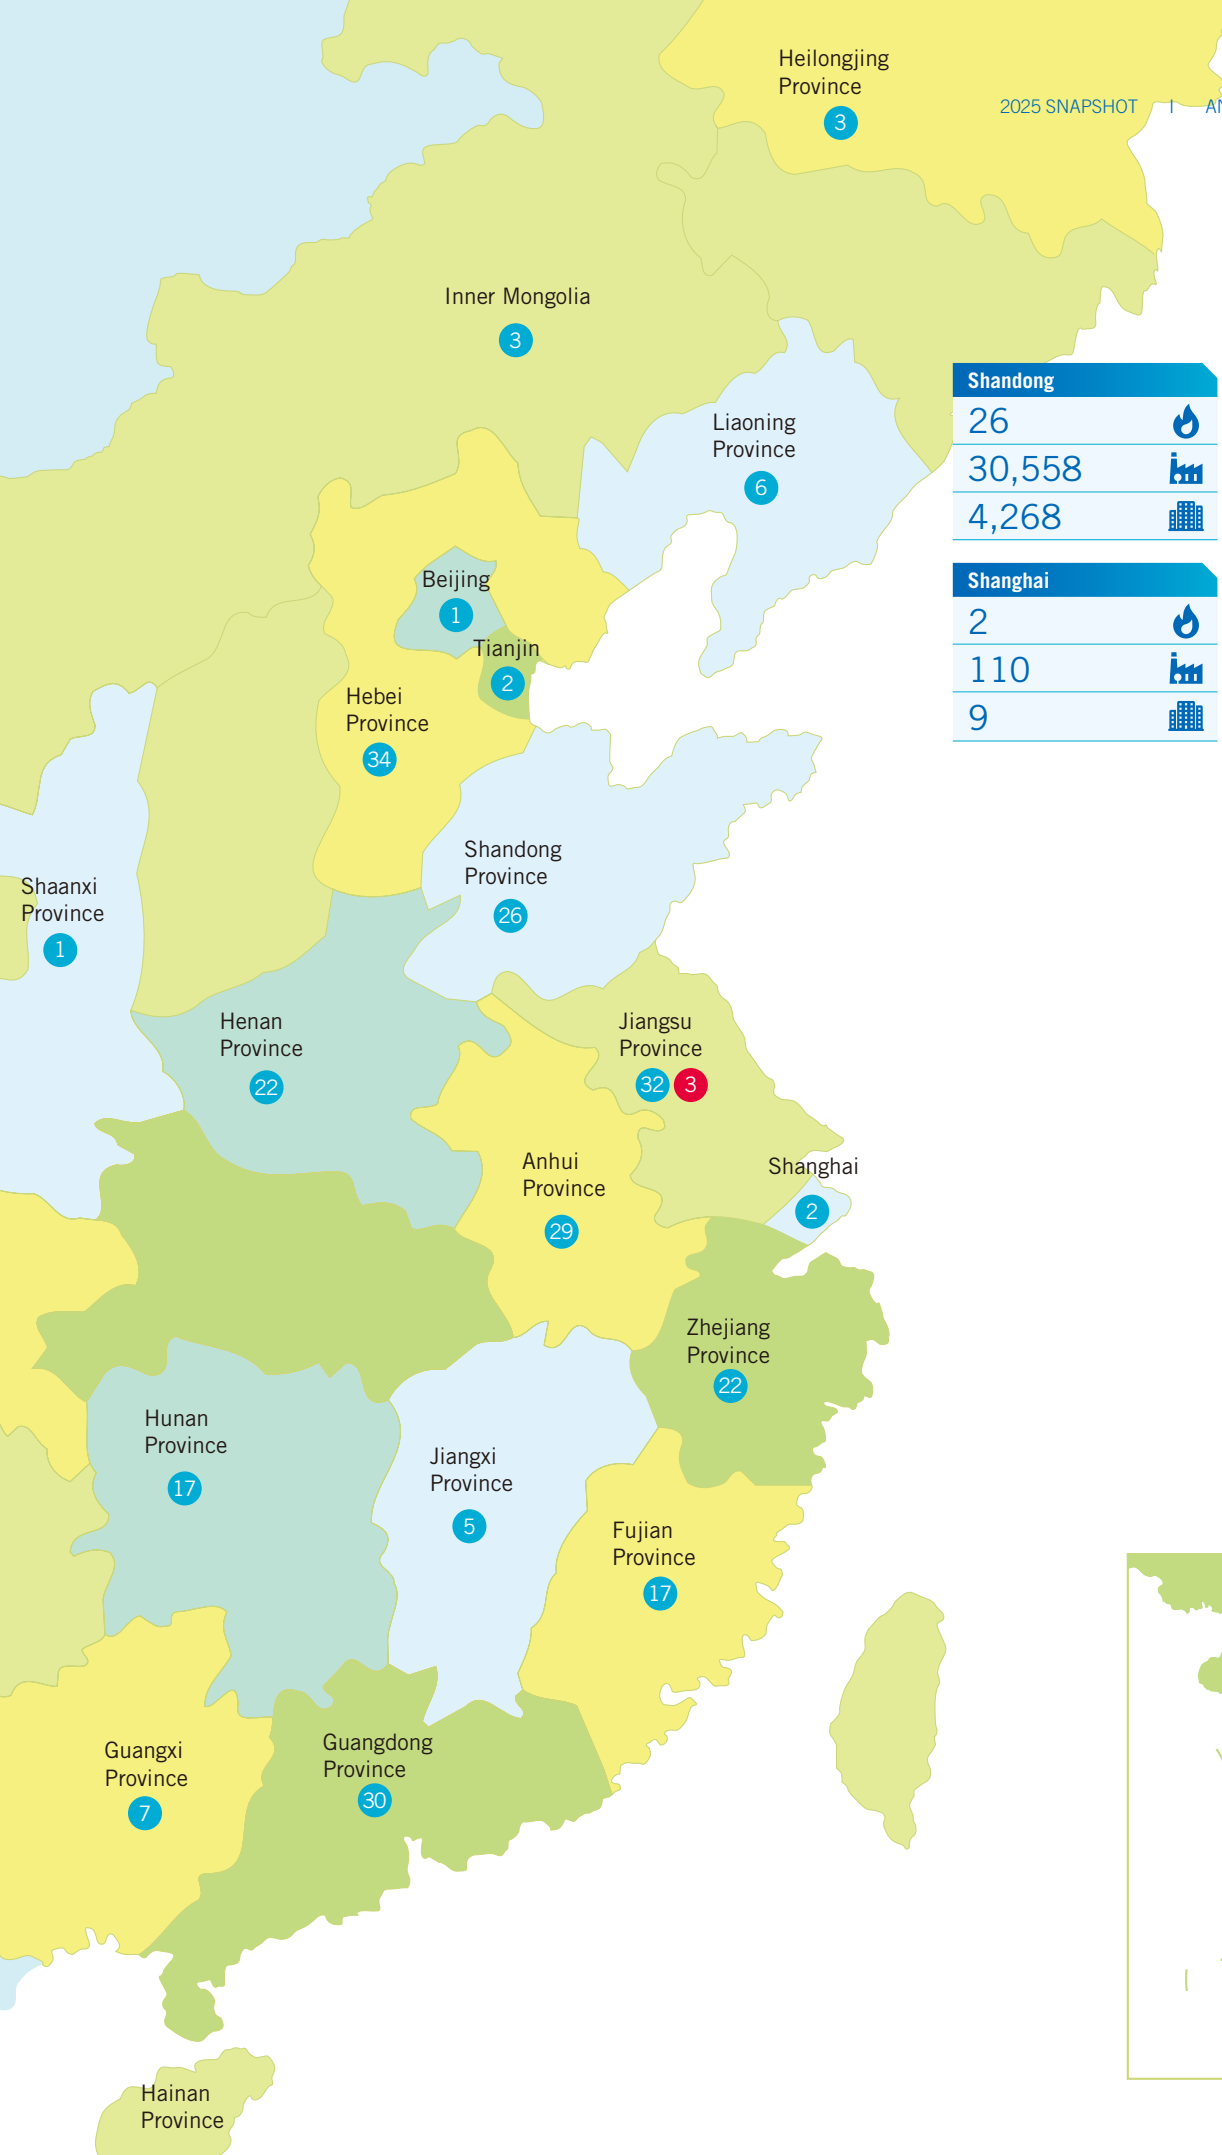 Heilongjing
Province
3
2025 SNAPSHOT | AN
Inner Mongolia
3
Liaoning
Province
6
Shandong
26
30,558
4,268
Shanghai
2
110
9
Beijing
1
Tianjin
2
Hebei
Province
34
Shandong
Province
26
Shaanxi
Province
1
Henan
Province
22
Jiangsu
Province
32 3
Anhui
Province
29
Shanghai
2
Zhejiang
Province
22
Hunan
Province
17
Jiangxi
Province
5
Fujian
Province
17
Guangdong
Province
30
Guangxi
Province
7
Hainan
Province